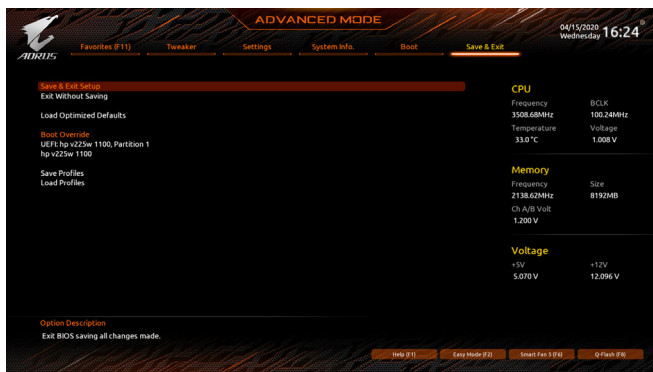 ADVANCED MODE
04/15/2020
Wednesday 16:24
AORUS
Favorites (F11) Tweaker Settings System Info. Boot Save & Exit
Save & Exit Setup
Exit Without Saving
Load Optimized Defaults
Boot Override
UEFI: hp v225w 1100, Partition 1
hp v225w 1100
Save Profiles
Load Profiles
CPU
Frequency BCLK
3508.68MHz 100.24MHz
Temperature Voltage
33.0 °C 1.008 V
Memory
Frequency Size
2138.62MHz 8192MB
Ch A/B Volt
1.200 V
Voltage
+5V +12V
5.070 V 12.096 V
Option Description
Exit BIOS saving all changes made.
Help (F1) Easy Mode (F2) Smart Fan 5 (F6) Q-Flash (F8)